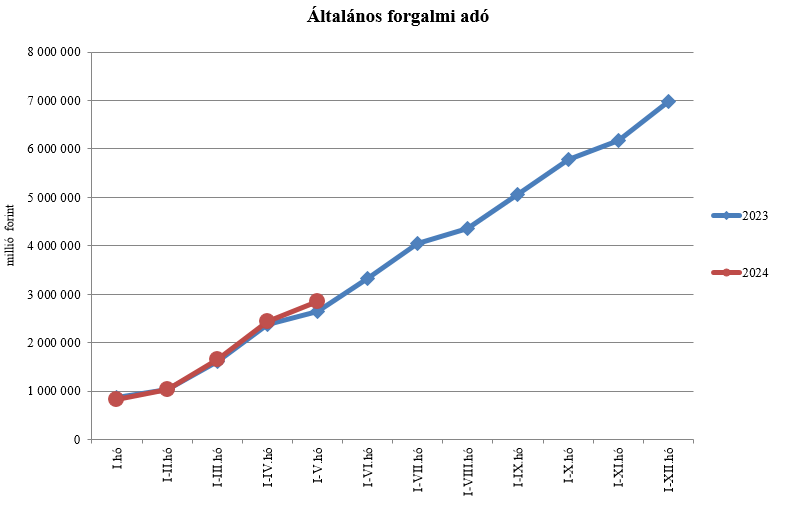 Általános forgalmi adó
8 000 000
7 000 000
6 000 000
5 000 000
4 000 000
3 000 000
2 000 000
1 000 000
0
millió forint
I.hó
I-II.hó
I-III.hó
I-IV.hó
I-V.hó
I-VI.hó
I-VII.hó
I-VIII.hó
I-IX.hó
I-X.hó
I-XI.hó
I-XII.hó
2023
2024